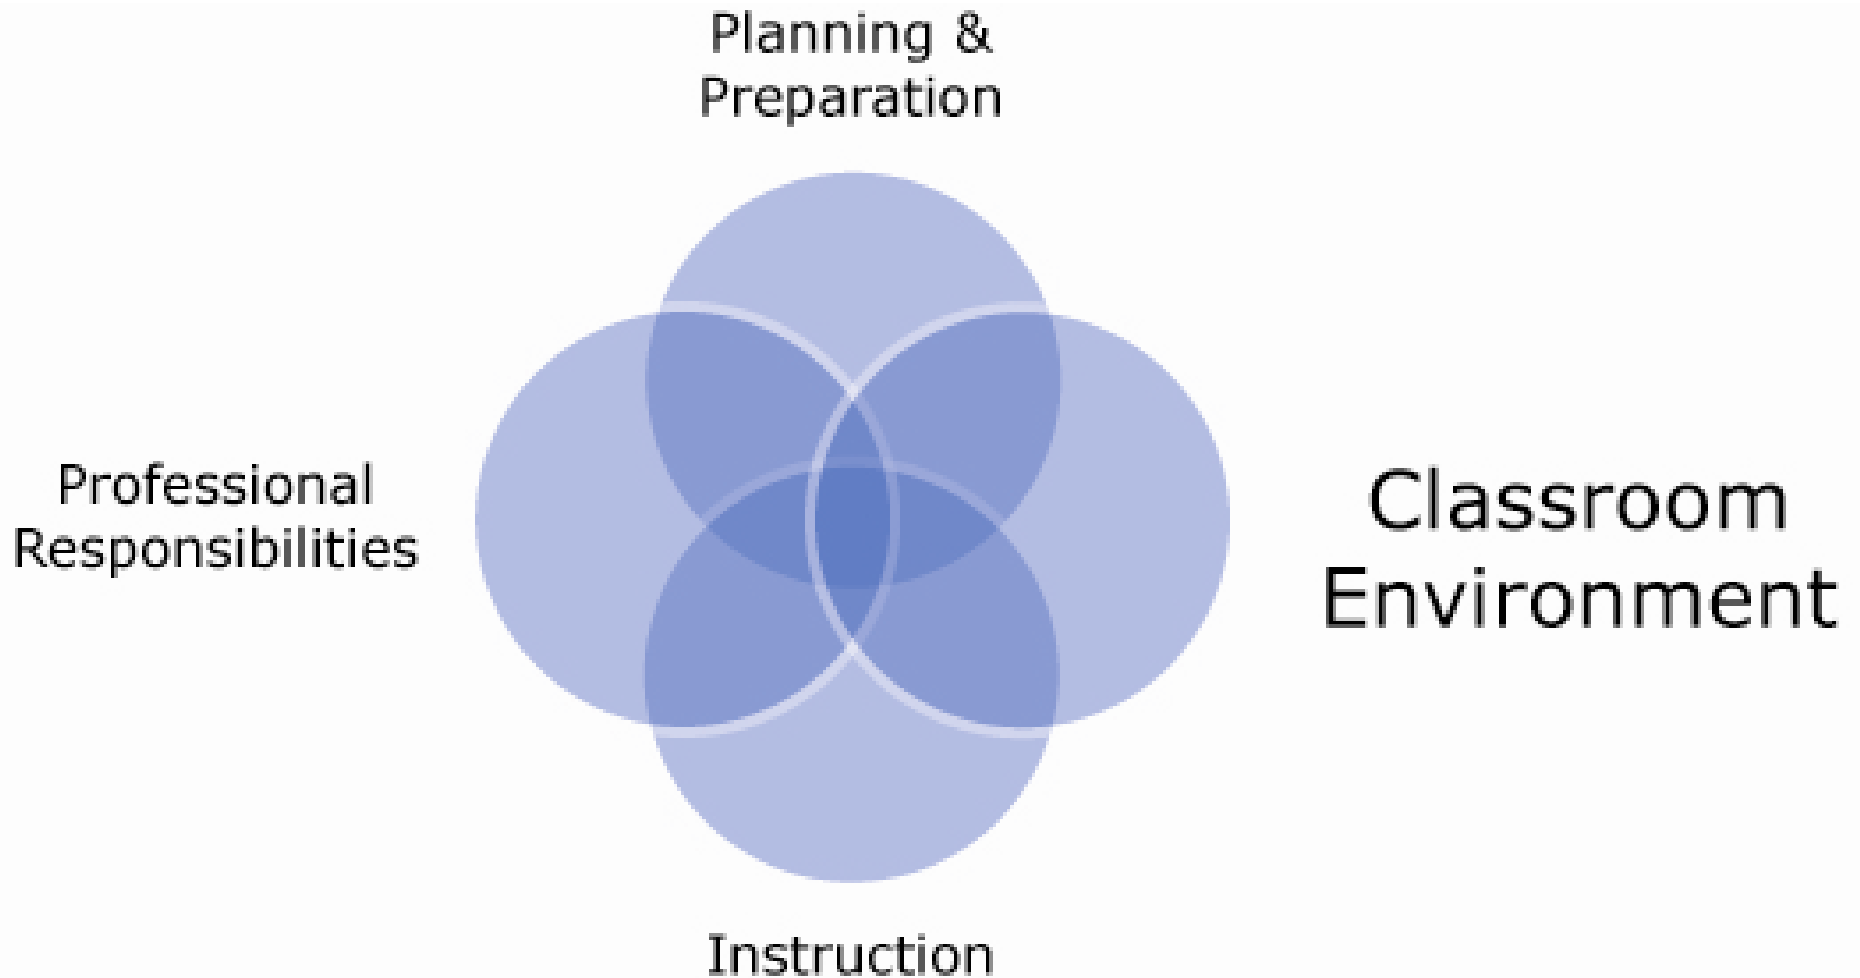 Planning &
Preparation
Professional
Responsibilities
Classroom
Environment
Instruction